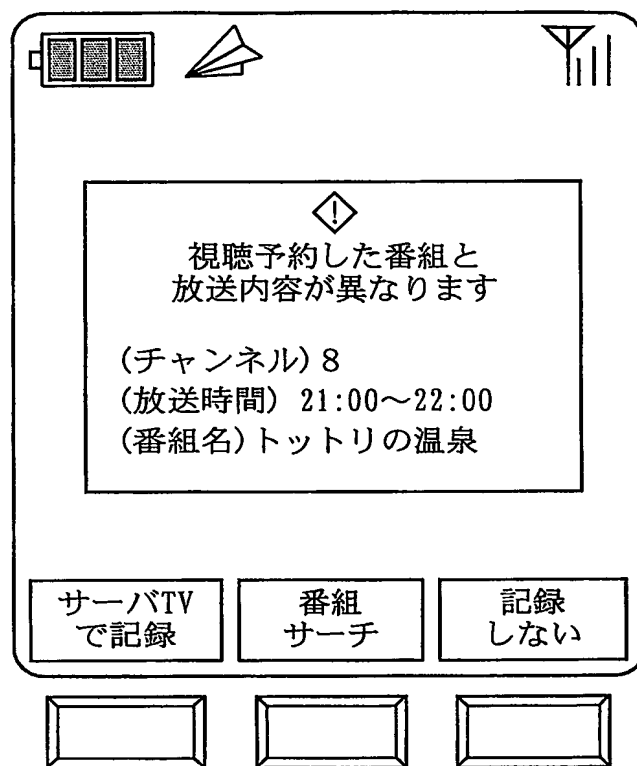 視聴予約した番組と
放送内容が異なります
(チャンネル) 8
(放送時間) 21:00〜22:00
(番組名)トットリの温泉
サーバTV
で記録
番組
サーチ
記録
しない